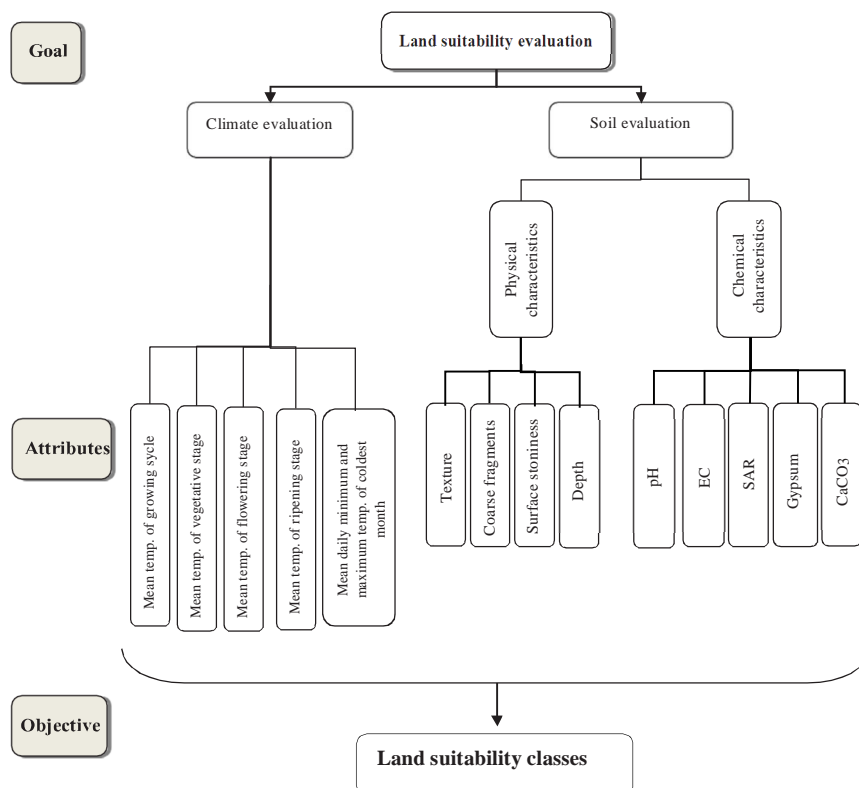 Goal
Land suitability evaluation
Climate evaluation
Soil evaluation
Physical
characteristics
Chemical
characteristics
Attributes
Mean temp. of growing sycle
Mean temp. of vegetative stage
Mean temp. of flowering stage
Mean temp. of ripening stage
Mean daily minimum and
maximum temp. of coldest
month
Texture
Coarse fragments
Surface stoniness
Depth
pH
EC
SAR
Gypsum
CaCO3
Objective
Land suitability classes